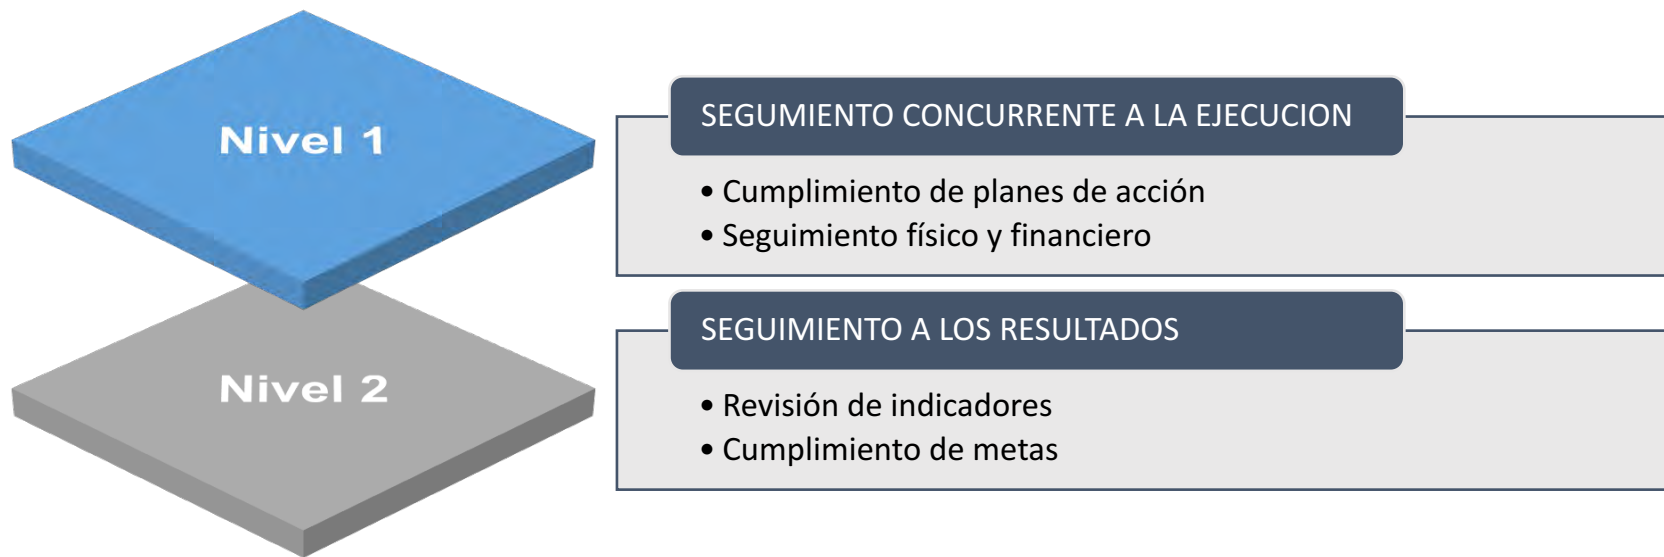 Nivel 1
SEGUMIENTO CONCURRENTE A LA EJECUCION
• Cumplimiento de planes de acción
• Seguimiento físico y financiero
Nivel 2
SEGUIMIENTO A LOS RESULTADOS
• Revisión de indicadores
• Cumplimiento de metas